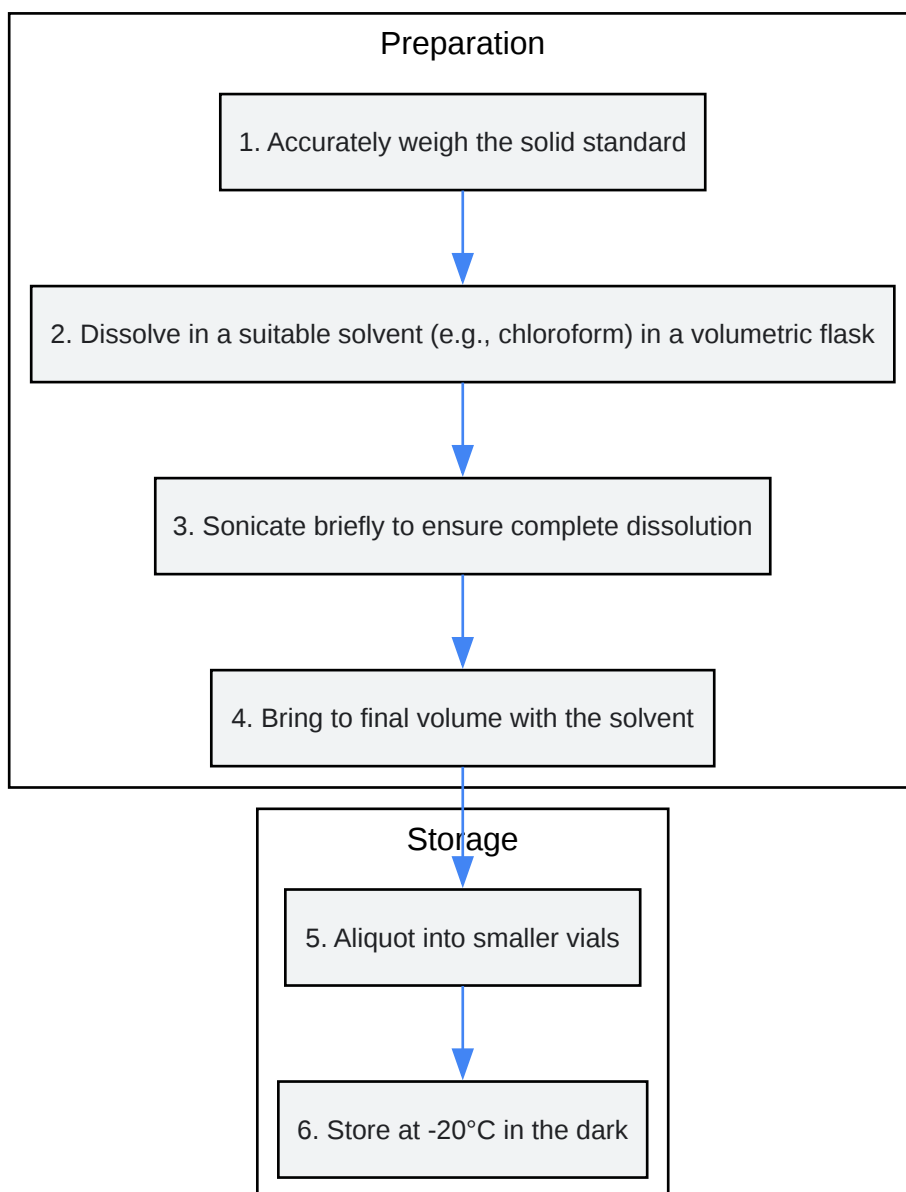 Preparation
1. Accurately weigh the solid standard
2. Dissolve in a suitable solvent (e.g., chloroform) in a volumetric flask
3. Sonicate briefly to ensure complete dissolution
4. Bring to final volume with the solvent
Storage
5. Aliquot into smaller vials
6. Store at -20°C in the dark